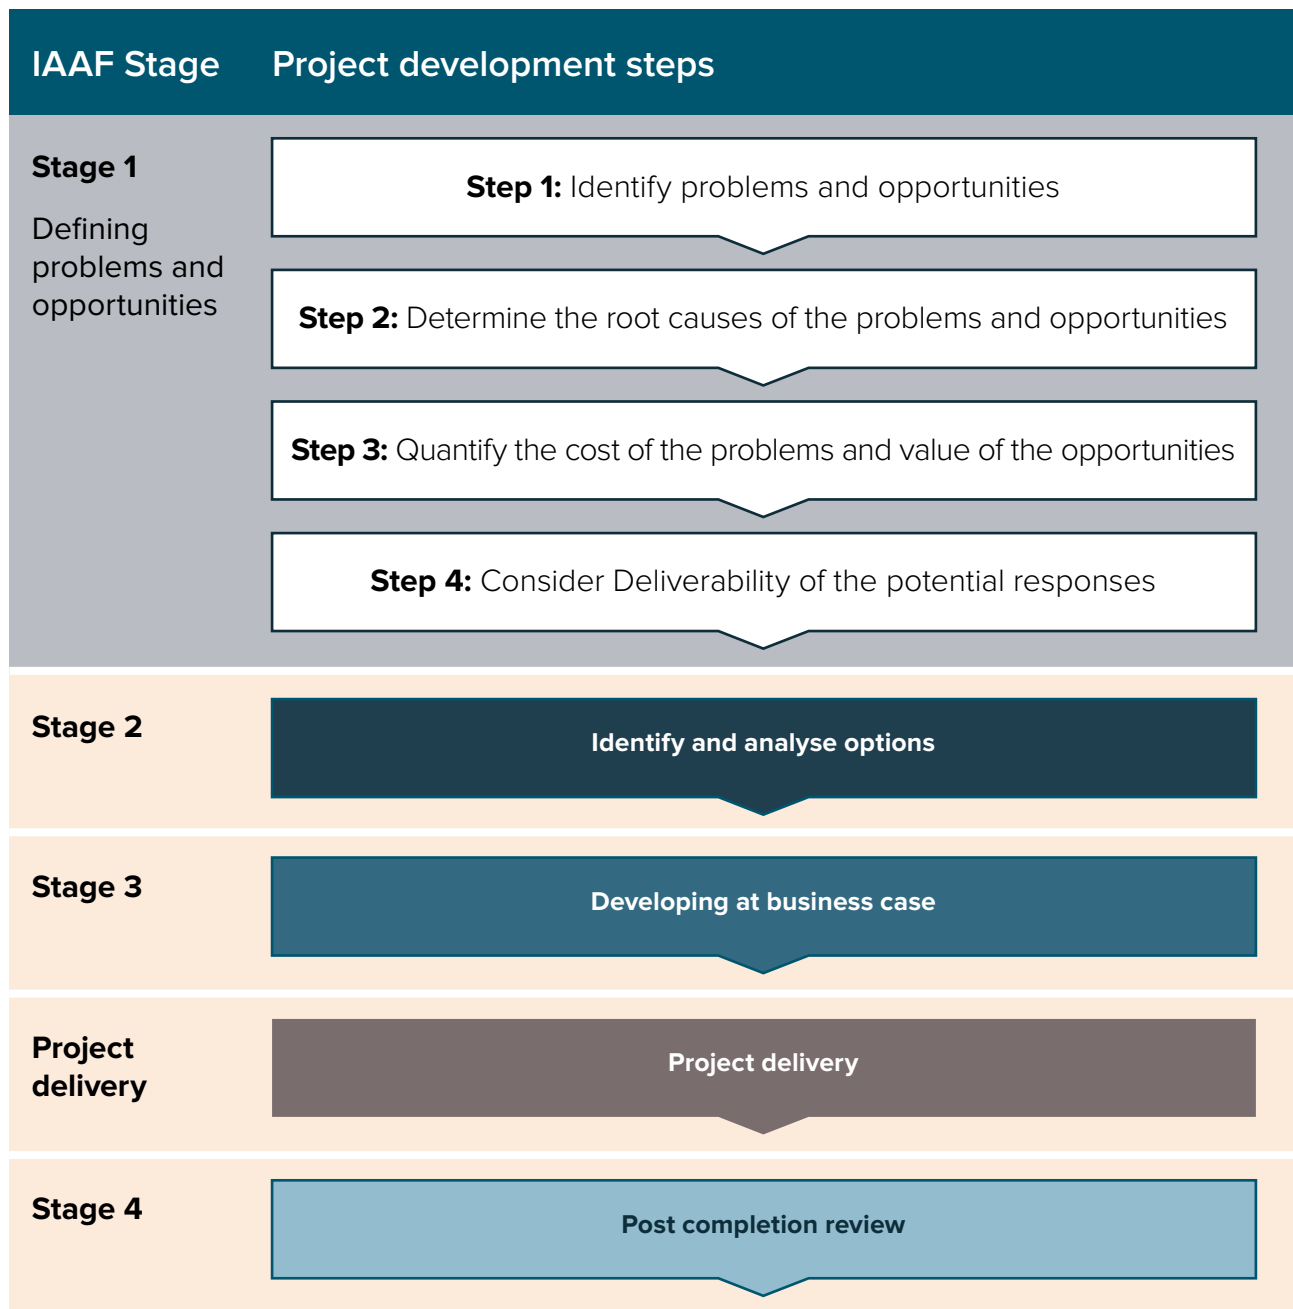 IAAF Stage
Project development steps
Stage 1
Defining
problems and
opportunities
Step 1: Identify problems and opportunities
Step 2: Determine the root causes of the problems and opportunities
Step 3: Quantify the cost of the problems and value of the opportunities
Step 4: Consider Deliverability of the potential responses
Stage 2
Identify and analyse options
Stage 3
Developing at business case
Project
delivery
Project delivery
Stage 4
Post completion review